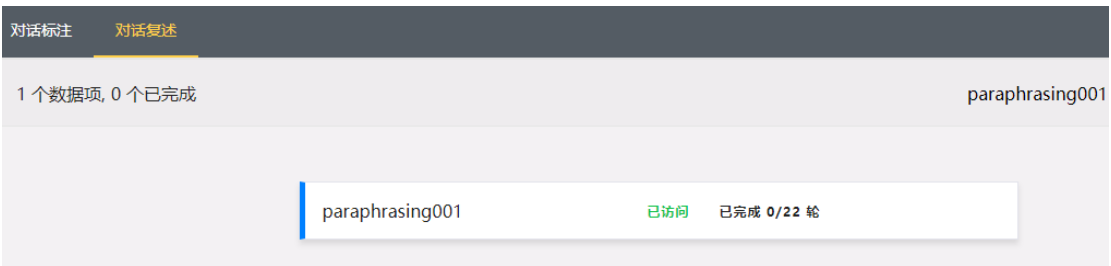 对话标注 对话复述
1 个数据项, 0 个已完成 paraphrasing001
paraphrasing001 已访问 已完成 0/22 轮